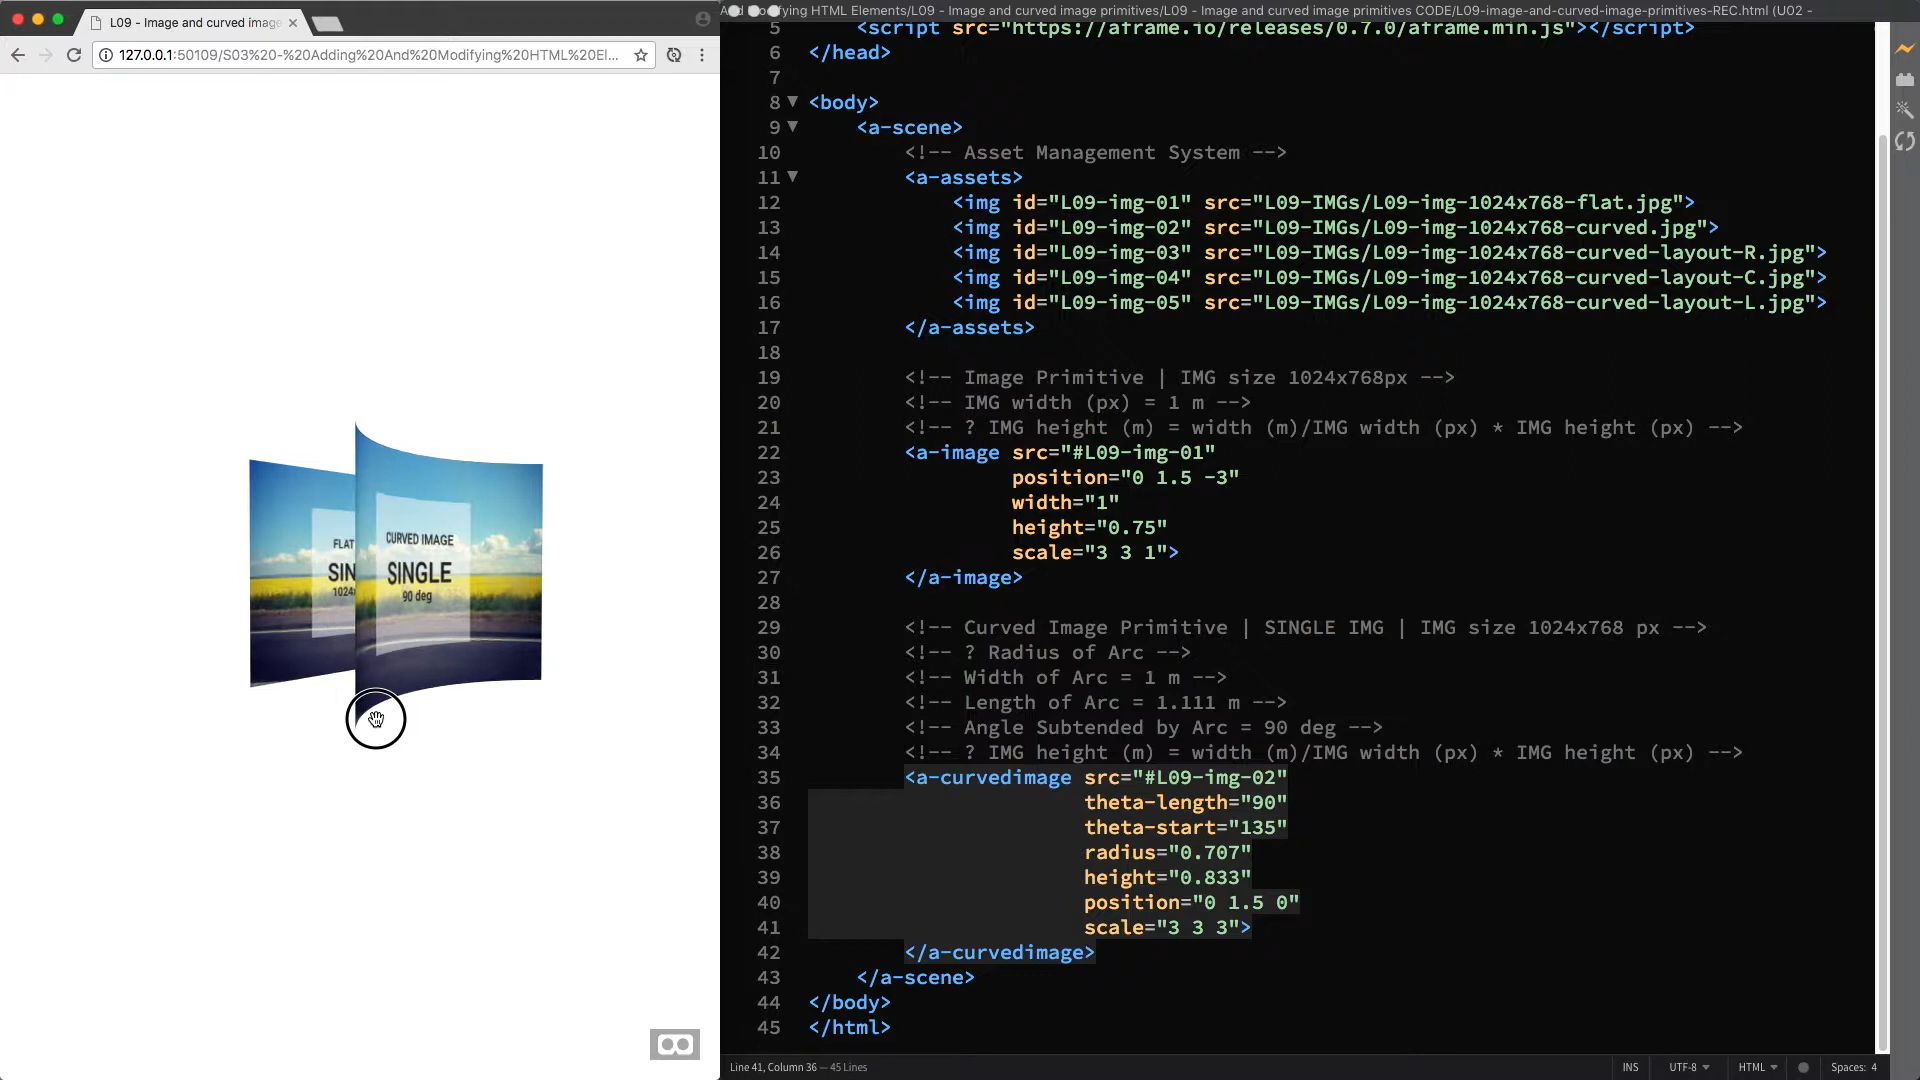 L09 - Image and curved image
127.0.0.1:50109/S03%20-%20Adding%20And%20Modifying%20HTML%20El...
FLAT
SIN
1024
CURVED IMAGE
SINGLE
90 deg
Modifying HTML Elements/L09 - Image and curved image primitives/L09 - Image and curved image primitives CODE/L09-image-and-curved-image-primitives-REC.html (U02 -
5 <script src="https://aframe.io/releases/0.7.0/aframe.min.js"></script>
6 </head>
7
8 <body>
9 <a-scene>
10 <!-- Asset Management System -->
11 <a-assets>
12 <img id="L09-img-01" src="L09-IMGs/L09-img-1024x768-flat.jpg">
13 <img id="L09-img-02" src="L09-IMGs/L09-img-1024x768-curved.jpg">
14 <img id="L09-img-03" src="L09-IMGs/L09-img-1024x768-curved-layout-R.jpg">
15 <img id="L09-img-04" src="L09-IMGs/L09-img-1024x768-curved-layout-C.jpg">
16 <img id="L09-img-05" src="L09-IMGs/L09-img-1024x768-curved-layout-L.jpg">
17 </a-assets>
18
19 <!-- Image Primitive | IMG size 1024x768px -->
20 <!-- IMG width (px) = 1 m -->
21 <!-- ? IMG height (m) = width (m)/IMG width (px) * IMG height (px) -->
22 <a-image src="#L09-img-01"
23 position="0 1.5 -3"
24 width="1"
25 height="0.75"
26 scale="3 3 1">
27 </a-image>
28
29 <!-- Curved Image Primitive | SINGLE IMG | IMG size 1024x768 px -->
30 <!-- ? Radius of Arc -->
31 <!-- Width of Arc = 1 m -->
32 <!-- Length of Arc = 1.111 m -->
33 <!-- Angle Subtended by Arc = 90 deg -->
34 <!-- ? IMG height (m) = width (m)/IMG width (px) * IMG height (px) -->
35 <a-curvedimage src="#L09-img-02"
36 theta-length="90"
37 theta-start="135"
38 radius="0.707"
39 height="0.833"
40 position="0 1.5 0"
41 scale="3 3 3">
42 </a-curvedimage>
43 </a-scene>
44 </body>
45 </html>
Line 41, Column 36 — 45 Lines
INS
UTF-8
HTML
Spaces: 4